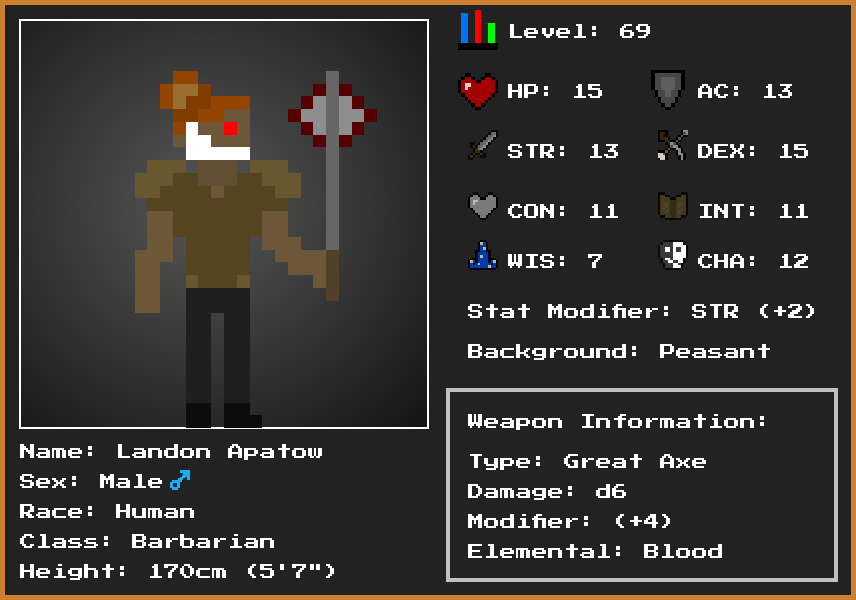 Level: 69
HP: 15 AC: 13
STR: 13 DEX: 15
CON: 11 INT: 11
WIS: 7 CHA: 12
Stat Modifier: STR (+2)
Background: Peasant
Weapon Information:
Type: Great Axe
Damage: d6
Modifier: (+4)
Elemental: Blood
Name: Landon Apatow
Sex: Male ♂
Race: Human
Class: Barbarian
Height: 170cm (5'7")